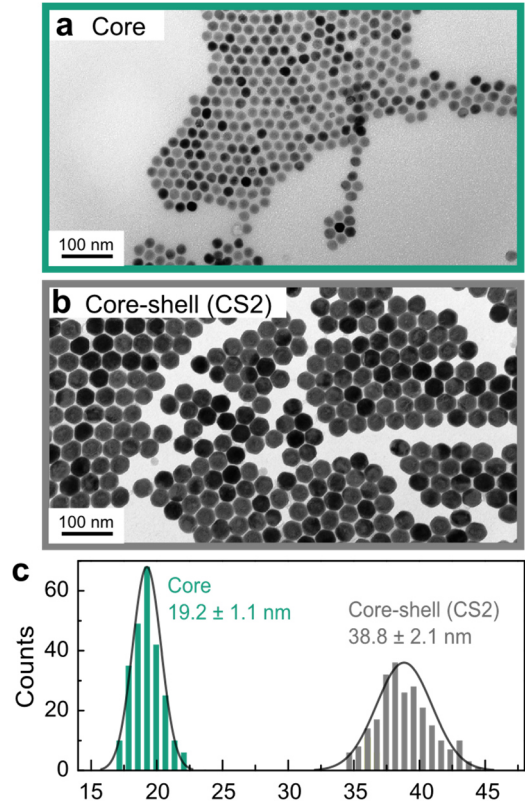 a Core
100 nm
b Core-shell (CS2)
100 nm
c
Counts
60
40
20
0
Core
19.2 ± 1.1 nm
Core-shell (CS2)
38.8 ± 2.1 nm
15 20 25 30 35 40 45